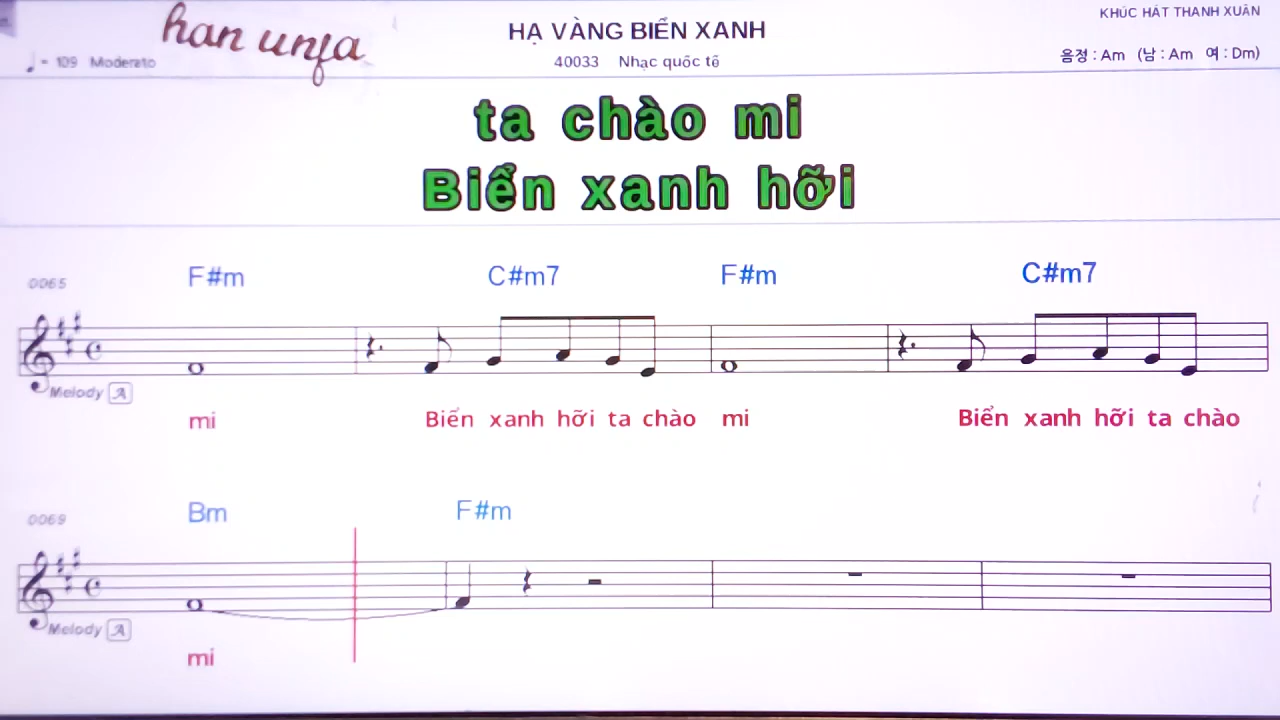 han unfa
HẠ VÀNG BIỂN XANH
KHÚC HÁT THANH XUÂN
♩ = 109 Moderato
40033 Nhạc quốc tế
음정 : Am (남 : Am 여 : Dm)
ta chào mi
Biển xanh hỡi
0065 F#m C#m7 F#m C#m7
Melody A
mi Biển xanh hỡi ta chào mi Biển xanh hỡi ta chào
0069 Bm F#m
Melody A
mi